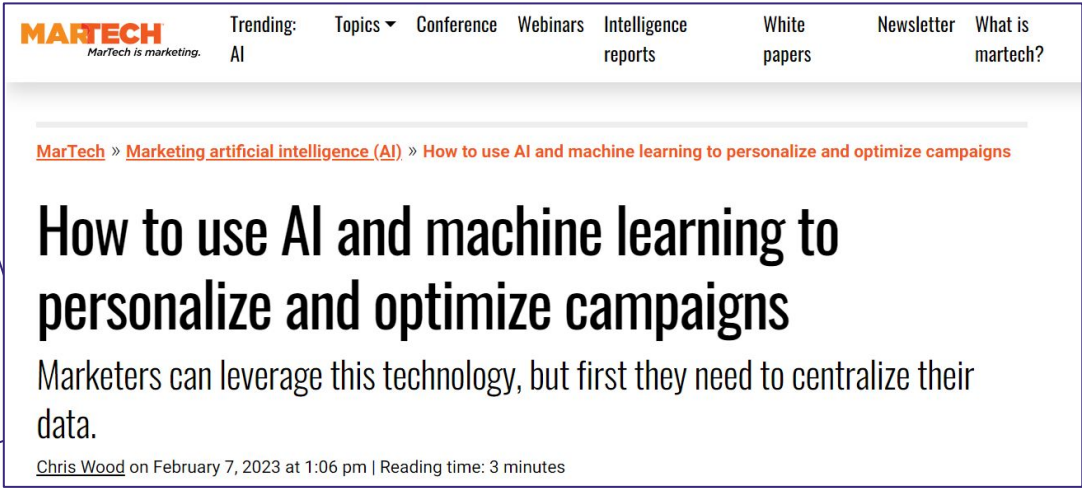 MARTECH
MarTech is marketing.
Trending: AI
Topics
Conference
Webinars
Intelligence reports
White papers
Newsletter
What is martech?
MarTech » Marketing artificial intelligence (AI) » How to use AI and machine learning to personalize and optimize campaigns
How to use AI and machine learning to
personalize and optimize campaigns
Marketers can leverage this technology, but first they need to centralize their
data.
Chris Wood on February 7, 2023 at 1:06 pm | Reading time: 3 minutes